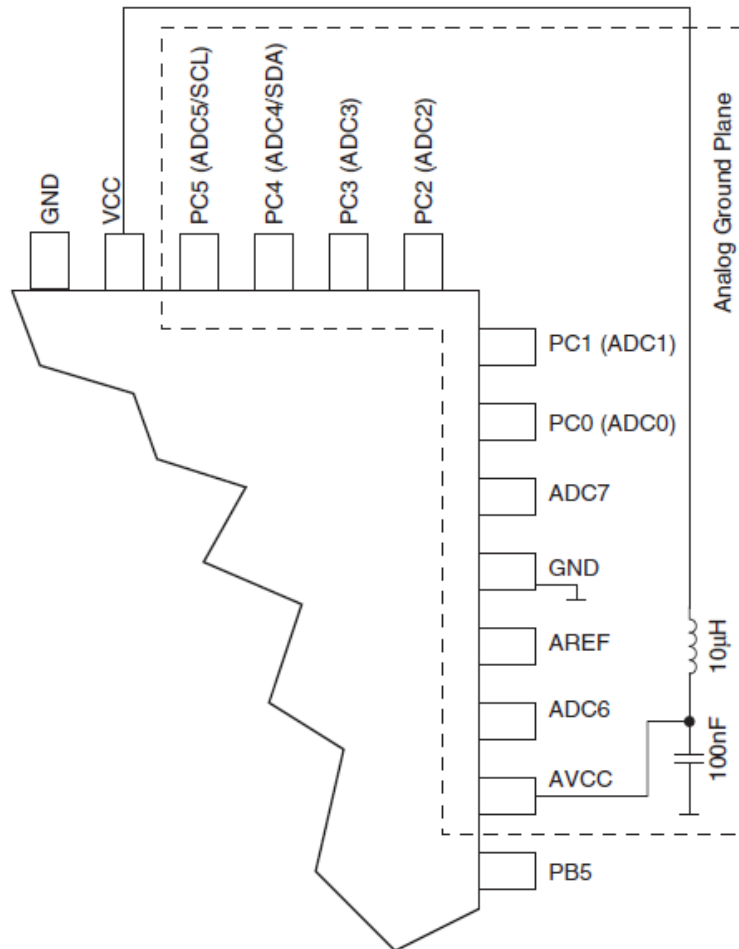 GND
VCC
PC5 (ADC5/SCL)
PC4 (ADC4/SDA)
PC3 (ADC3)
PC2 (ADC2)
Analog Ground Plane
PC1 (ADC1)
PC0 (ADC0)
ADC7
GND
AREF
ADC6
AVCC
PB5
10µH
100nF